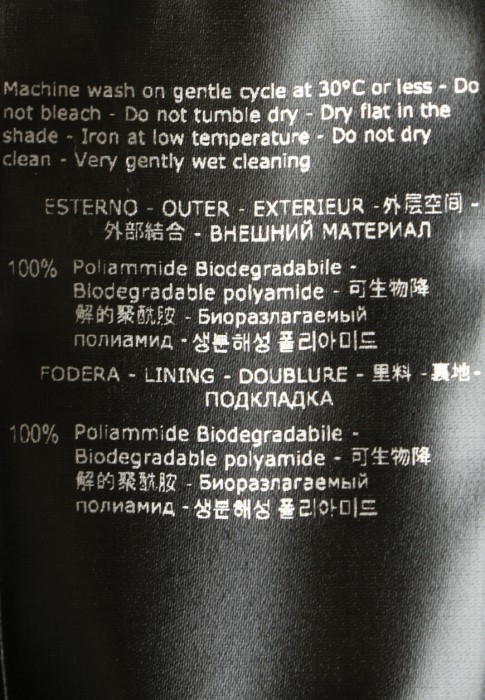 Machine wash on gentle cycle at 30°C or less - Do
not bleach - Do not tumble dry - Dry flat in the
shade - Iron at low temperature - Do not dry
clean - Very gently wet cleaning
ESTERNO - OUTER - EXTERIEUR -外层空间 -
外部結合 - ВНЕШНИЙ МАТЕРИАЛ
100% Poliammide Biodegradabile -
Biodegradable polyamide - 可生物降
解的聚酰胺 - Биоразлагаемый
полиамид - 생분해성 폴리아미드
FODERA - LINING - DOUBLURE - 里料 -裏地-
ПОДКЛАДКА
100% Poliammide Biodegradabile -
Biodegradable polyamide - 可生物降
解的聚酰胺 - Биоразлагаемый
полиамид - 생분해성 폴리아미드